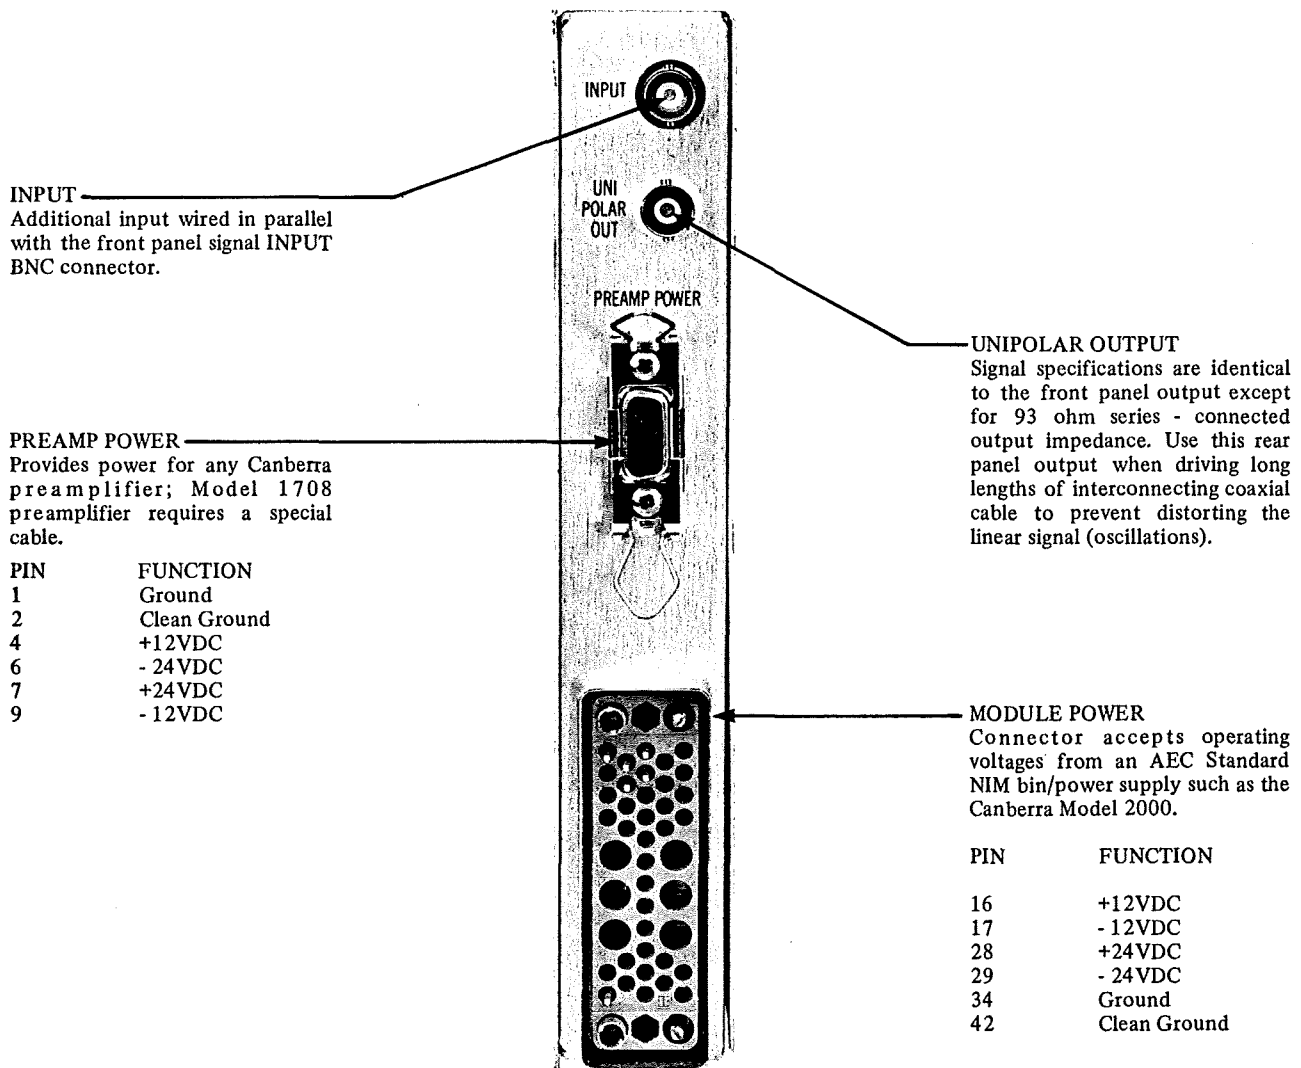 INPUT
UNI
POLAR
OUT
PREAMP POWER
INPUT
Additional input wired in parallel
with the front panel signal INPUT
BNC connector.
PREAMP POWER
Provides power for any Canberra
preamplifier; Model 1708
preamplifier requires a special
cable.
PIN FUNCTION
1 Ground
2 Clean Ground
4 +12VDC
6 - 24VDC
7 +24VDC
9 - 12VDC
UNIPOLAR OUTPUT
Signal specifications are identical
to the front panel output except
for 93 ohm series - connected
output impedance. Use this rear
panel output when driving long
lengths of interconnecting coaxial
cable to prevent distorting the
linear signal (oscillations).
MODULE POWER
Connector accepts operating
voltages from an AEC Standard
NIM bin/power supply such as the
Canberra Model 2000.
PIN FUNCTION
16 +12VDC
17 - 12VDC
28 +24VDC
29 - 24VDC
34 Ground
42 Clean Ground